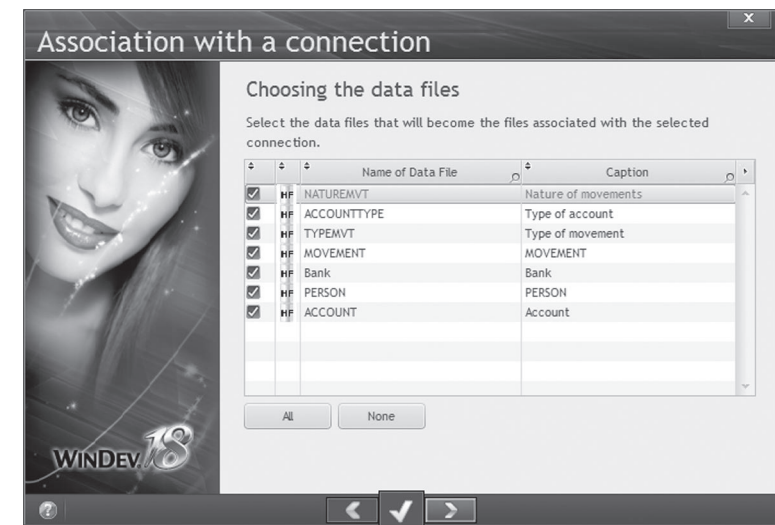 x
Association with a connection
Choosing the data files
Select the data files that will become the files associated with the selected
connection.
Name of Data File Caption
HF NATUREMVT Nature of movements
HF ACCOUNTTYPE Type of account
HF TYPEMVT Type of movement
HF MOVEMENT MOVEMENT
HF Bank Bank
HF PERSON PERSON
HF ACCOUNT Account
All None
WINDEV 18
?